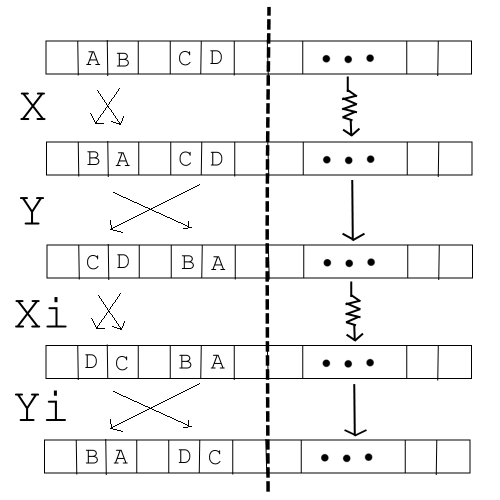 A B C D • • •
X
B A C D • • •
Y
C D B A • • •
Xi
D C B A • • •
Yi
B A D C • • •